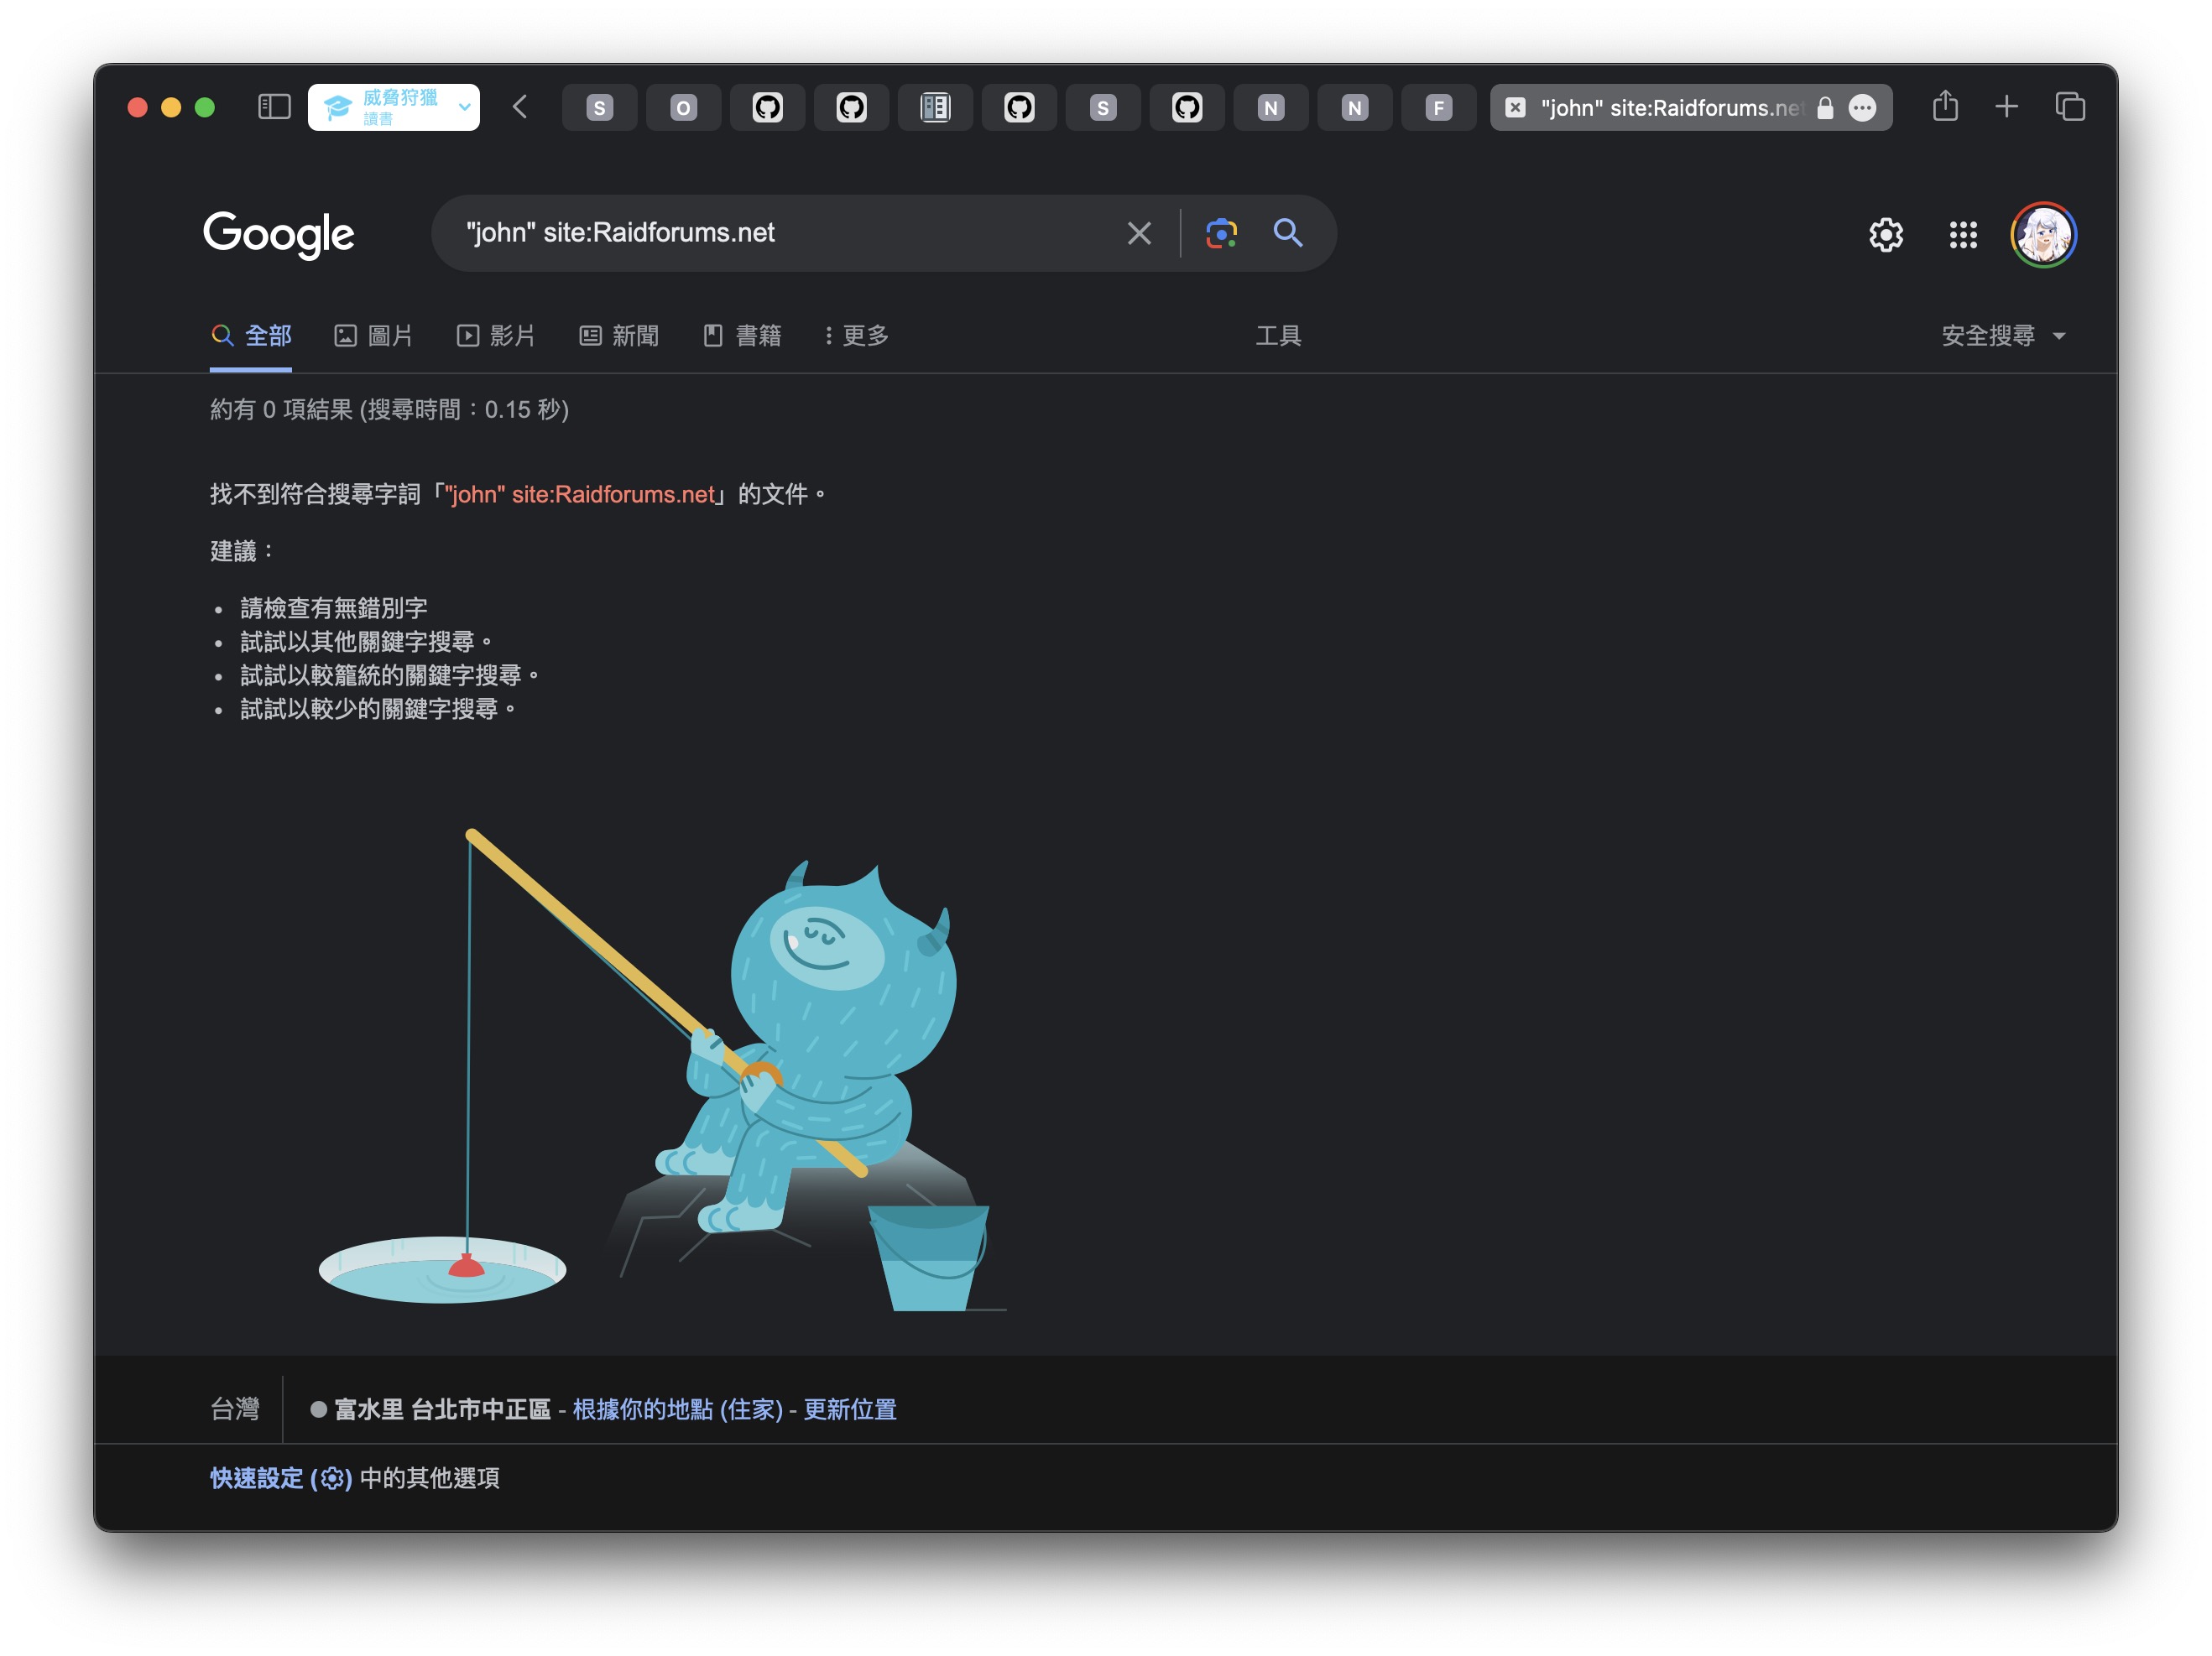 威脅狩獵
讀書
S
O
S
N
N
F
"john" site:Raidforums.ne
Google
"john" site:Raidforums.net
全部
圖片
影片
新聞
書籍
更多
工具
安全搜尋
約有 0 項結果 (搜尋時間：0.15 秒)
找不到符合搜尋字詞「"john" site:Raidforums.net」的文件。
建議：
• 請檢查有無錯別字
• 試試以其他關鍵字搜尋。
• 試試以較籠統的關鍵字搜尋。
• 試試以較少的關鍵字搜尋。
台灣
富水里 台北市中正區 - 根據你的地點 (住家) - 更新位置
快速設定 () 中的其他選項